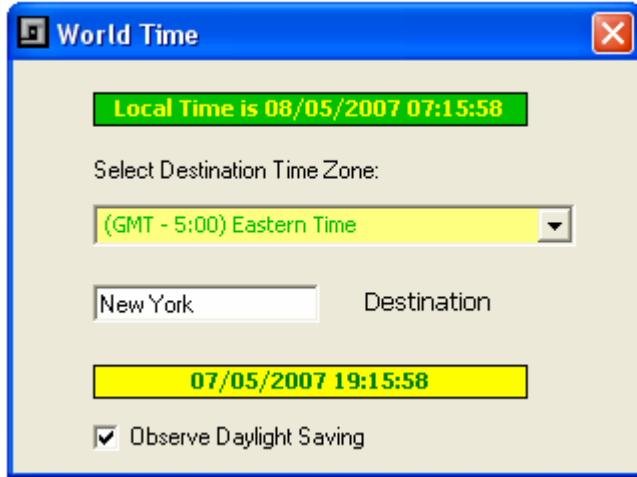 World Time
Local Time is 08/05/2007 07:15:58
Select Destination Time Zone:
(GMT - 5:00) Eastern Time
New York Destination
07/05/2007 19:15:58
Observe Daylight Saving